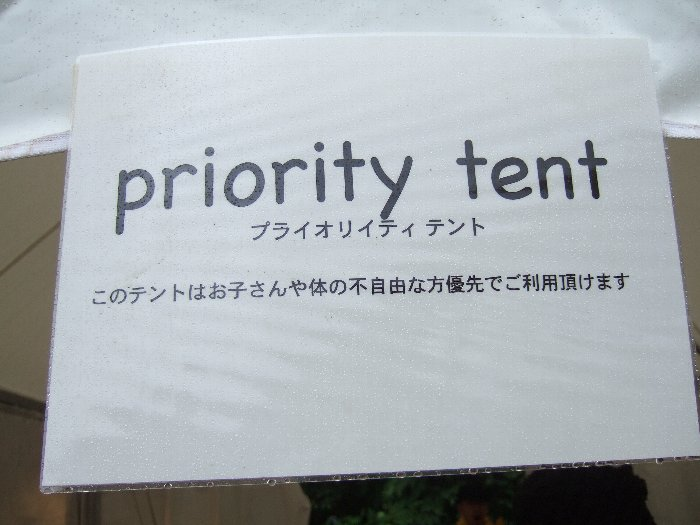 priority tent
プライオリイティ テント
このテントはお子さんや体の不自由な方優先でご利用頂けます